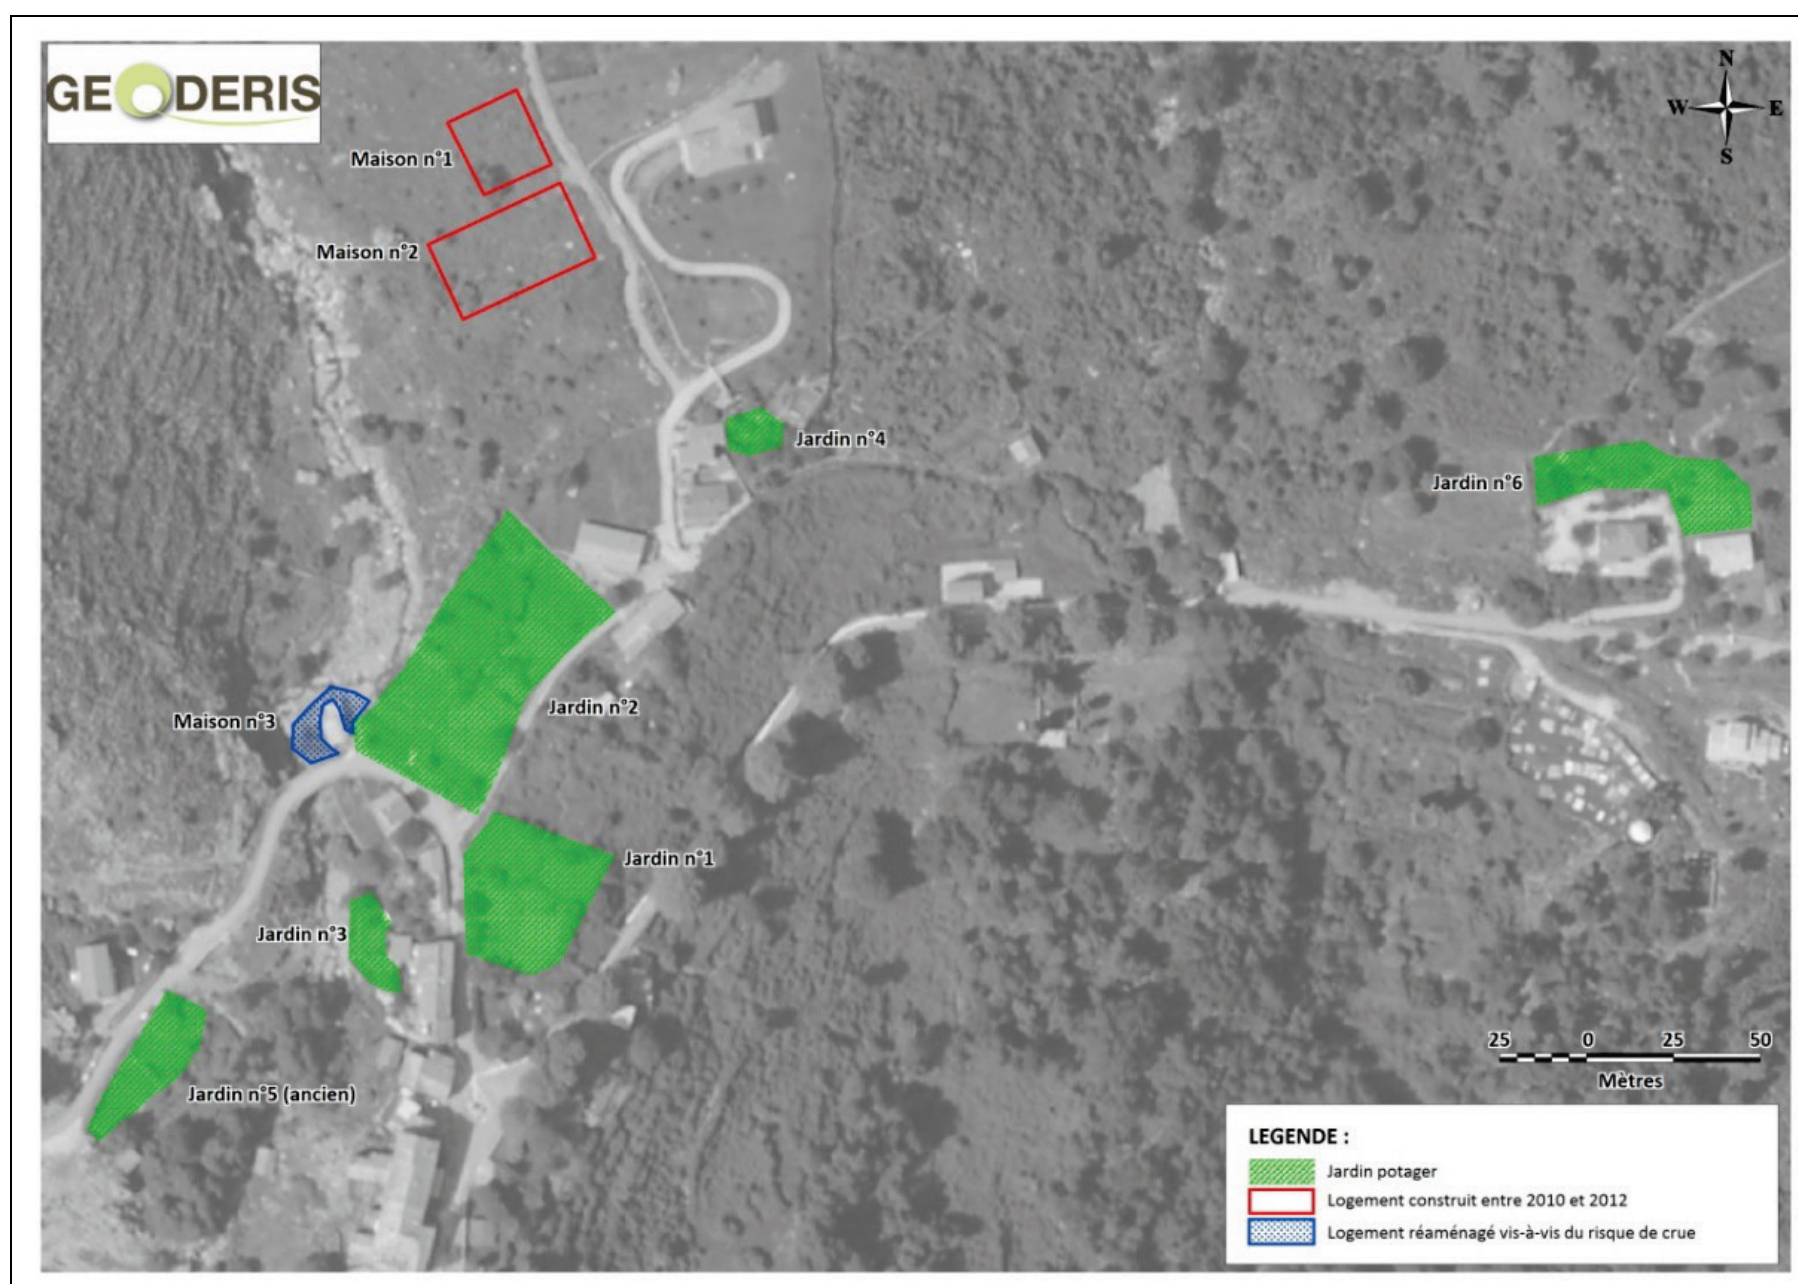 GEODERIS
N
W E
S
Maison n°1
Maison n°2
Jardin n°4
Jardin n°6
Jardin n°2
Maison n°3
Jardin n°1
Jardin n°3
Jardin n°5 (ancien)
25 0 25 50
Mètres
LEGENDE :
Jardin potager
Logement construit entre 2010 et 2012
Logement réaménagé vis-à-vis du risque de crue